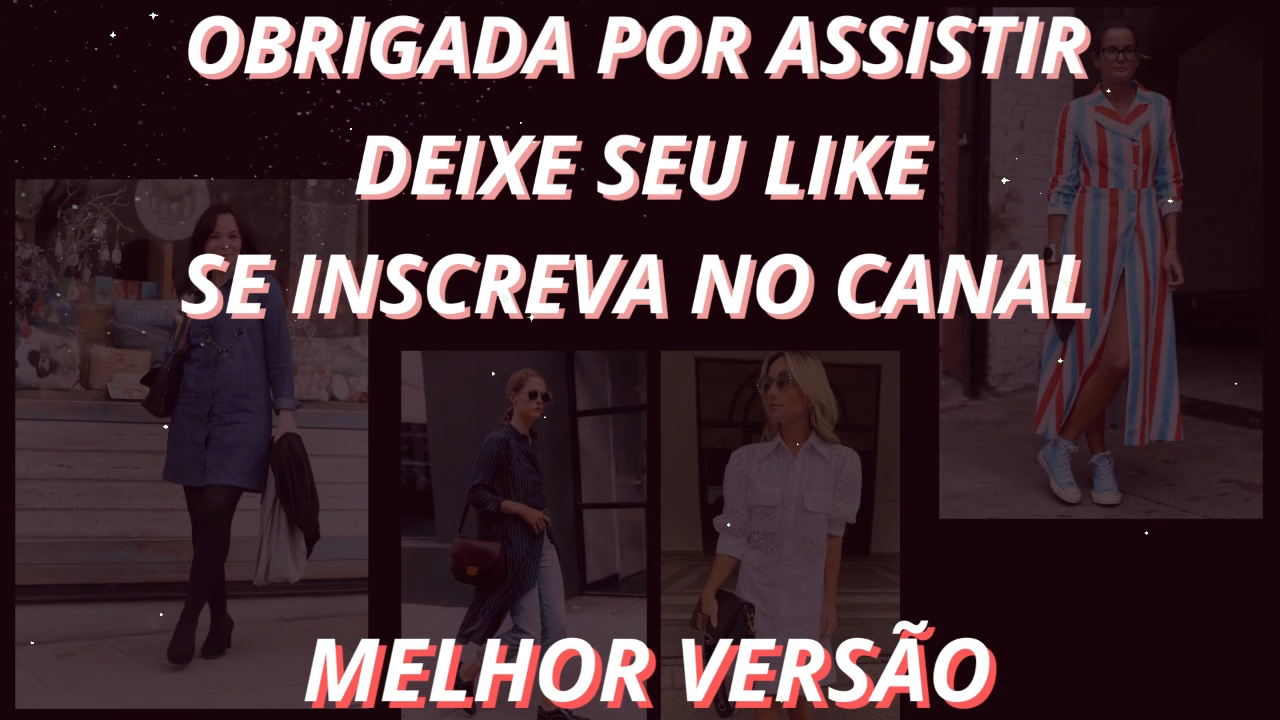 OBRIGADA POR ASSISTIR
DEIXE SEU LIKE
SE INSCREVA NO CANAL
MELHOR VERSÃO